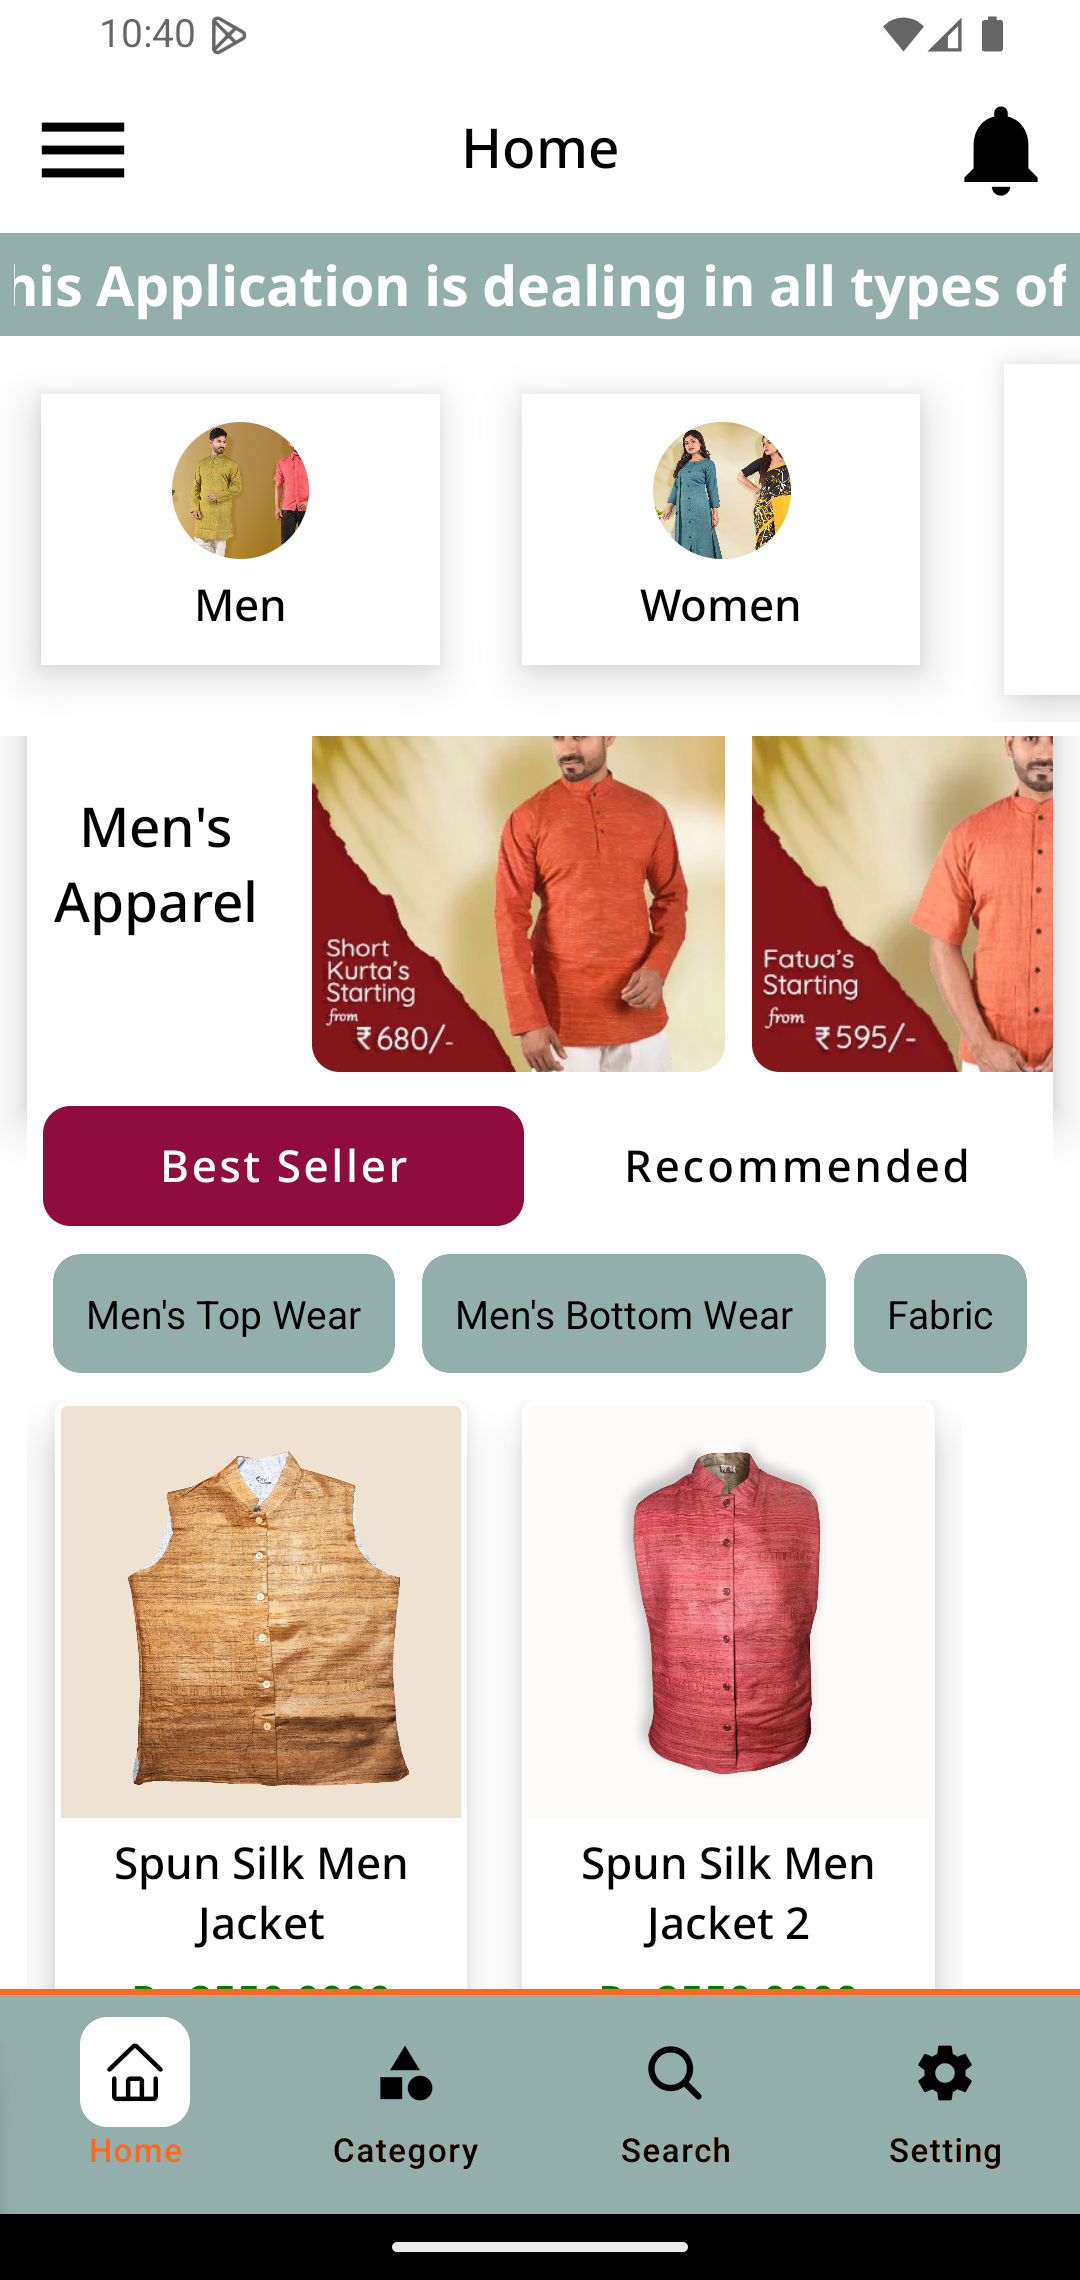 10:40
Home
his Application is dealing in all types of
Men
Women
Men's
Apparel
Short
Kurta's
Starting
from
₹680/-
Fatua's
Starting
from
₹595/-
Best Seller
Recommended
Men's Top Wear
Men's Bottom Wear
Fabric
Spun Silk Men
Jacket
Spun Silk Men
Jacket 2
Home
Category
Search
Setting